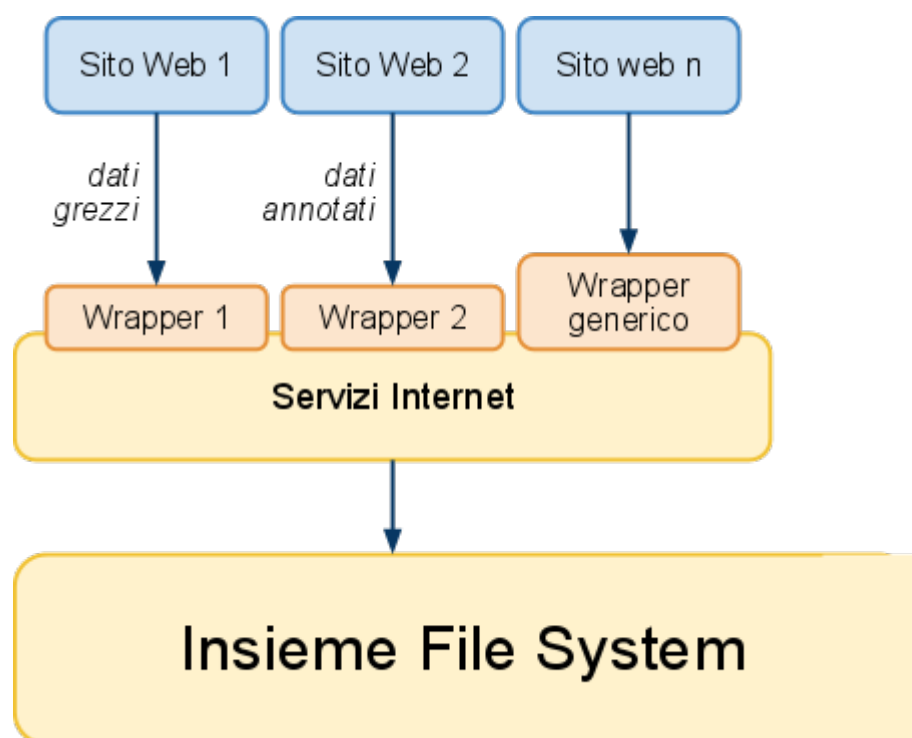 Sito Web 1
Sito Web 2
Sito web n
dati
grezzi
dati
annotati
Wrapper 1
Wrapper 2
Wrapper
generico
Servizi Internet
Insieme File System